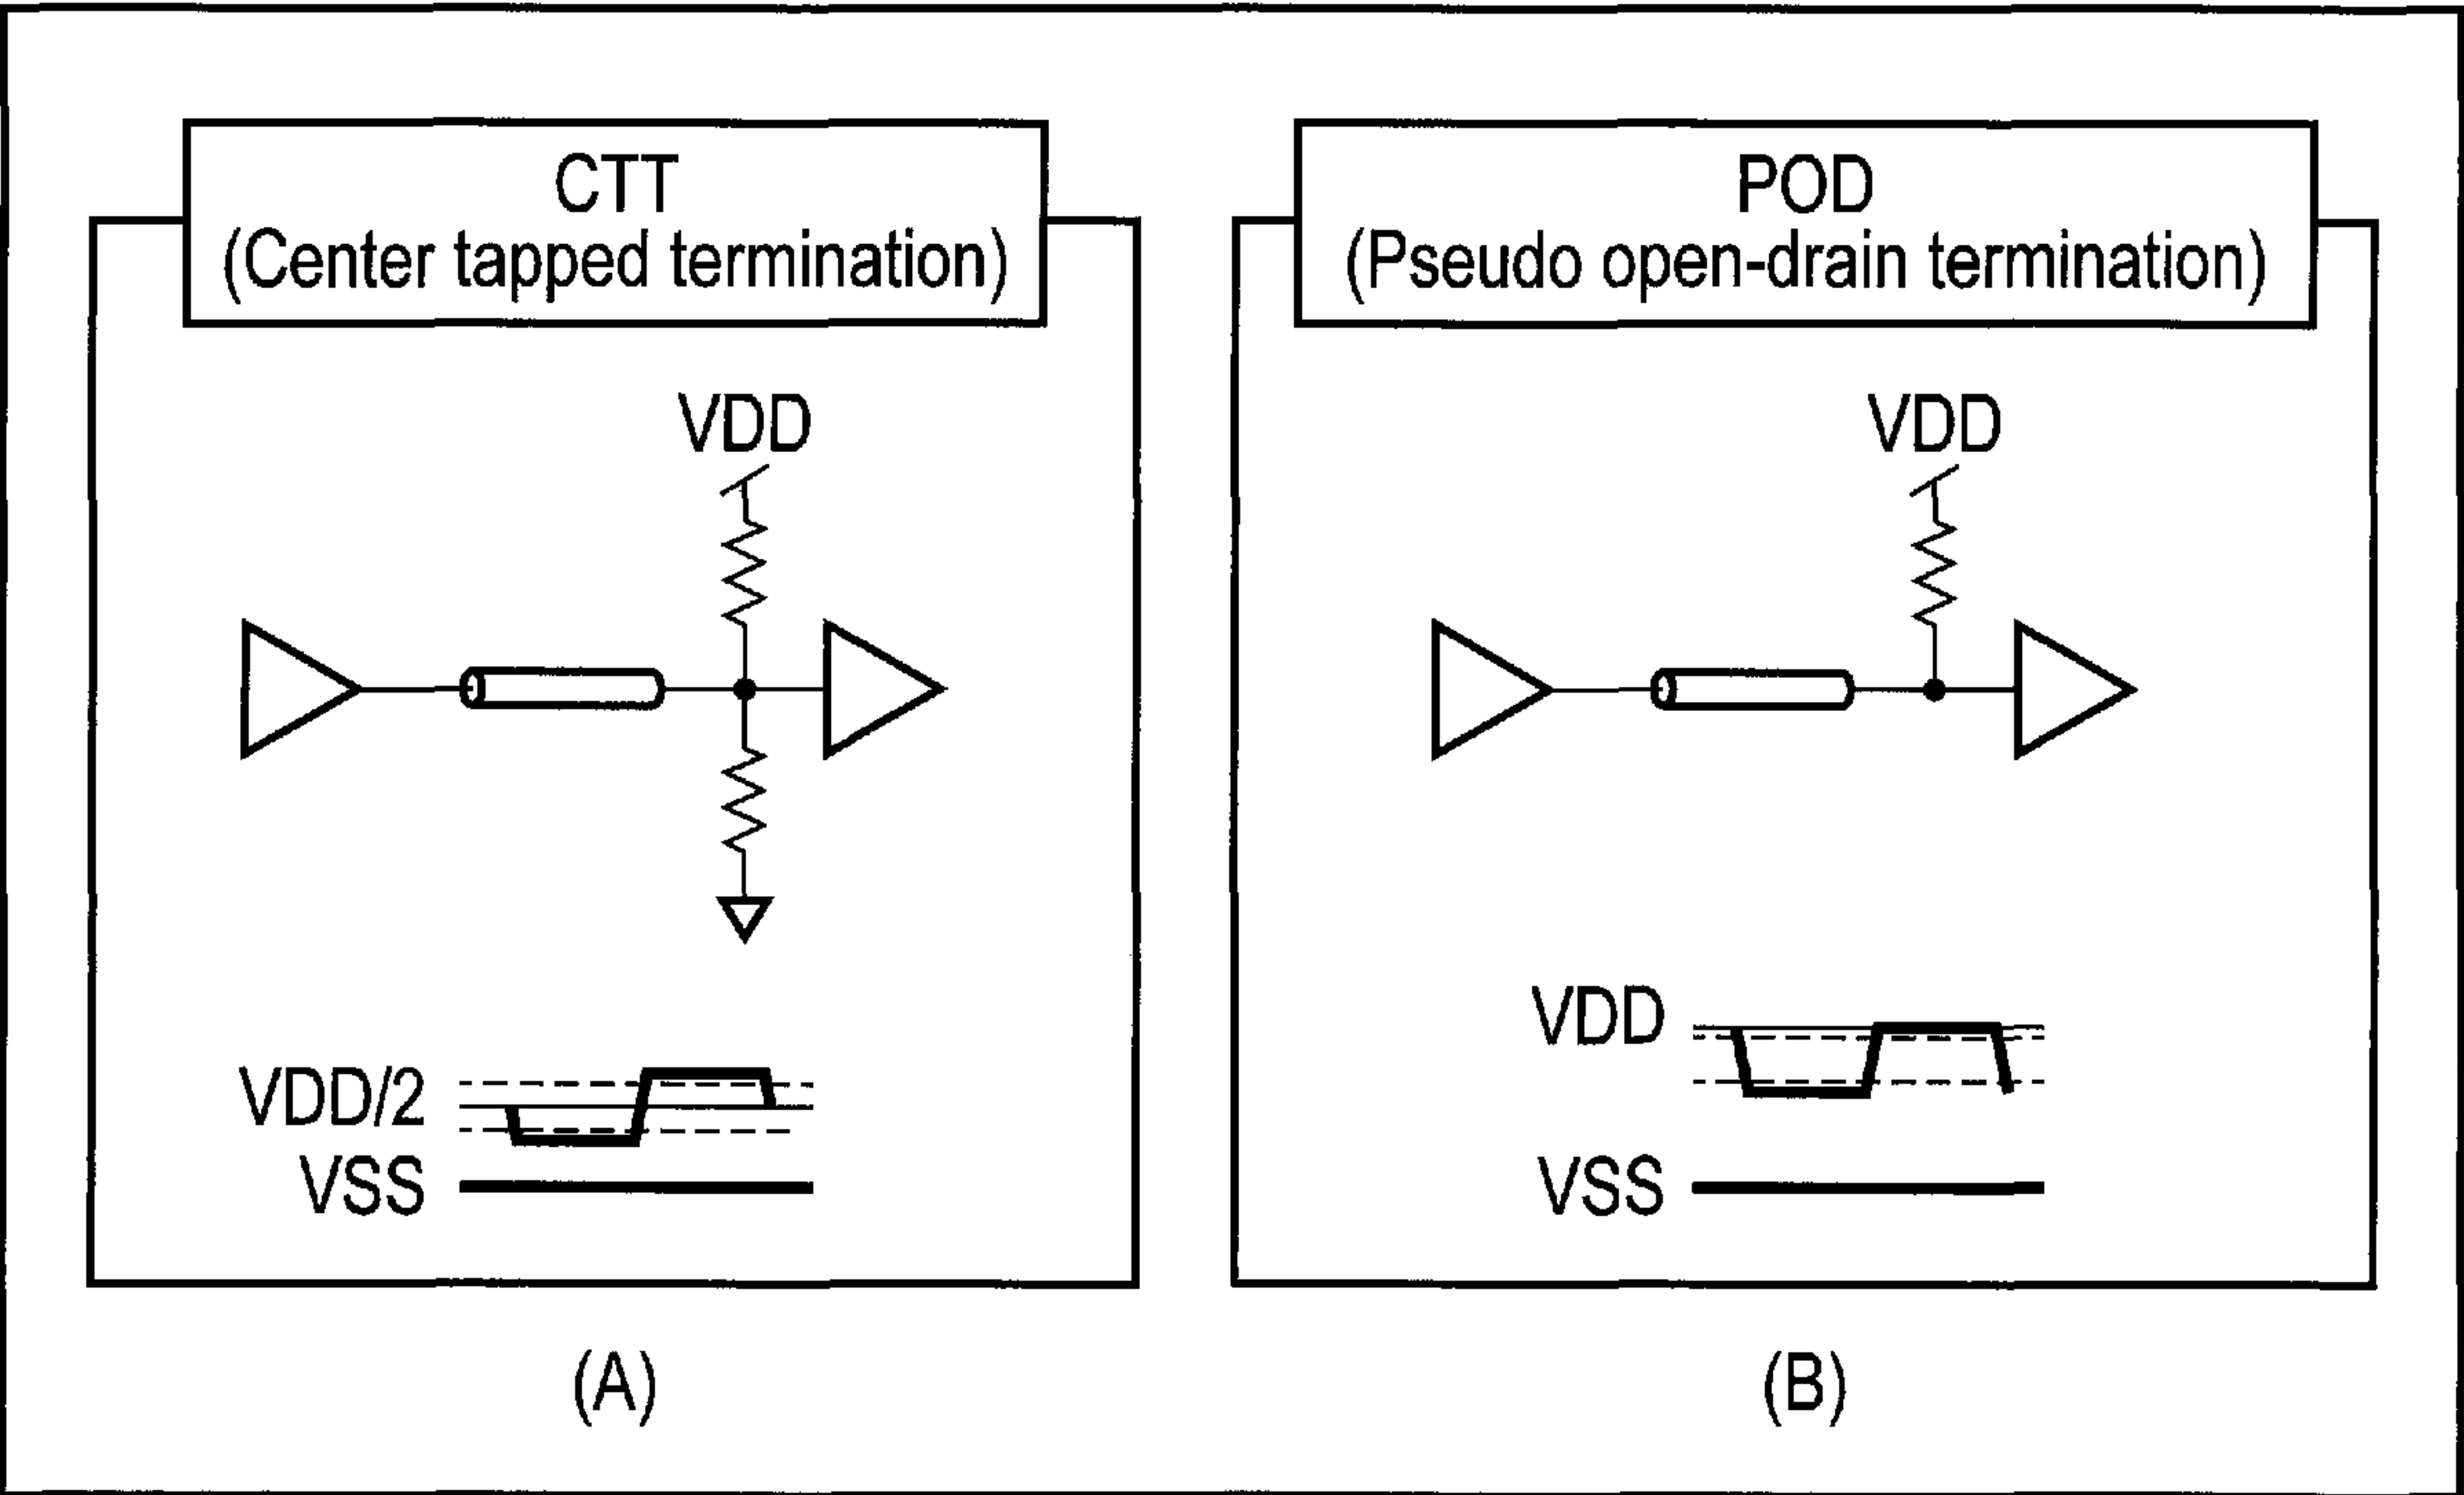 CTT
(Center tapped termination)
VDD
VDD/2
VSS
(A)
POD
(Pseudo open-drain termination)
VDD
VDD
VSS
(B)